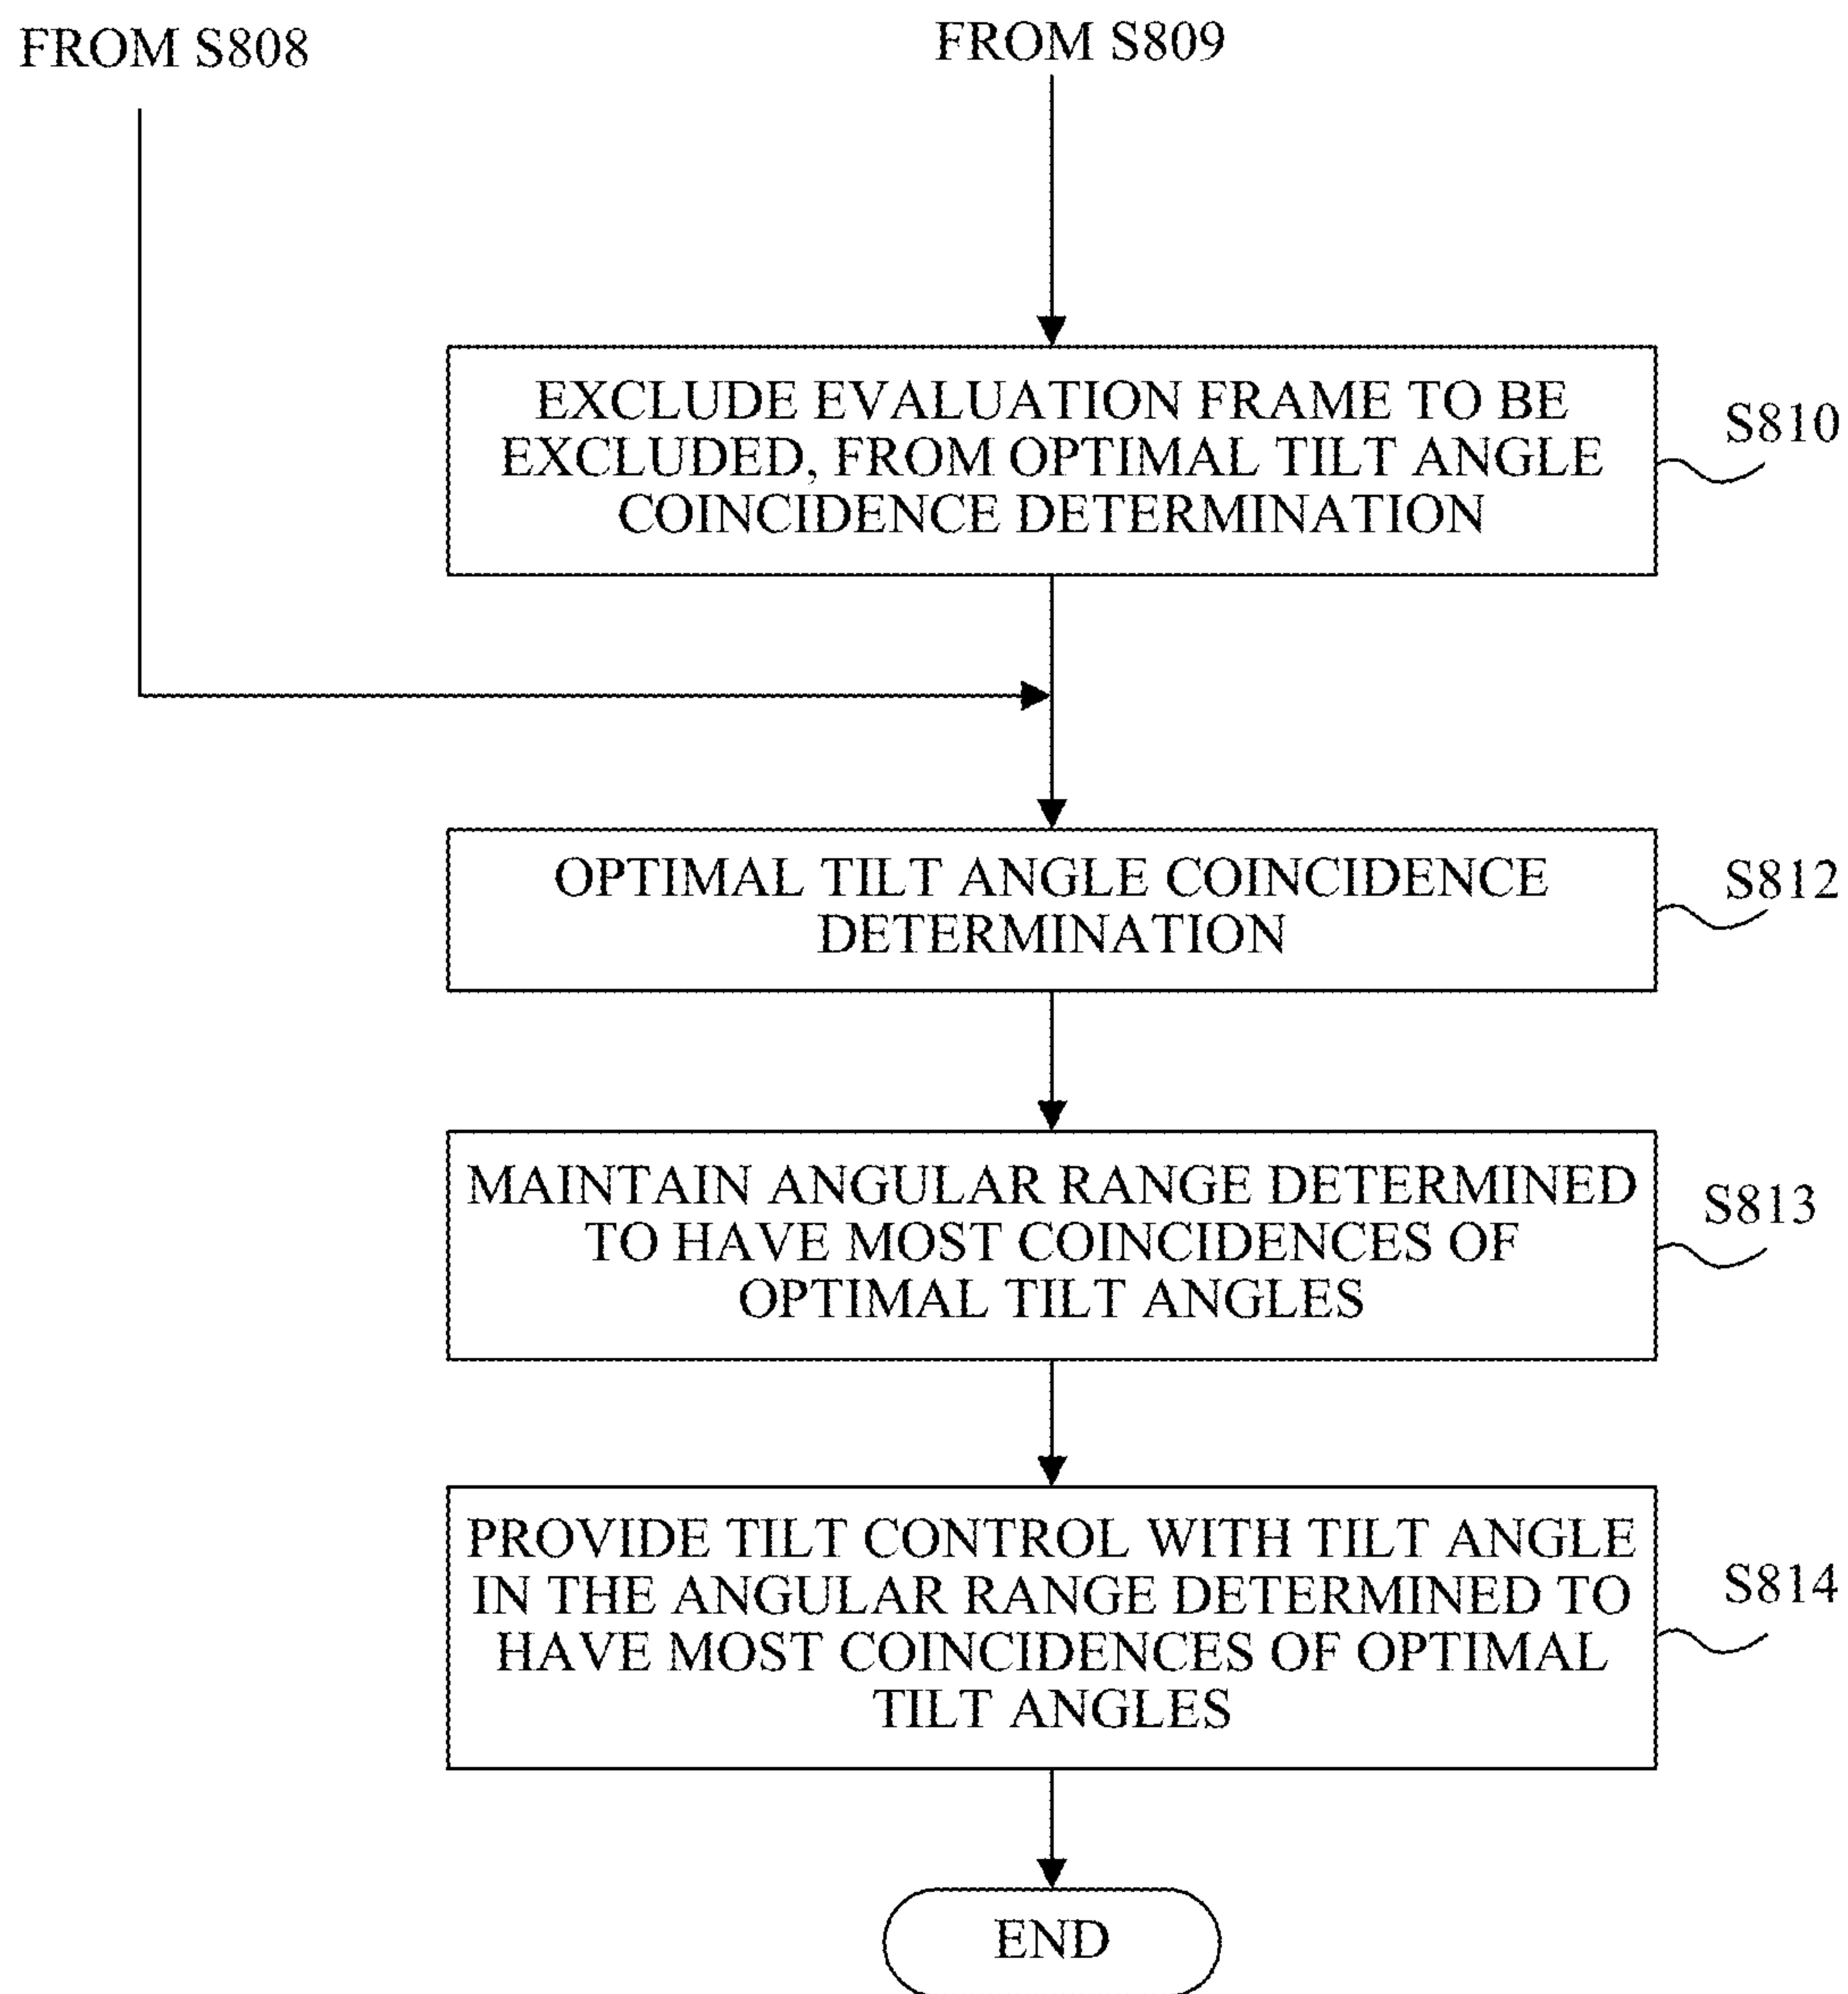 FROM S808
FROM S809
EXCLUDE EVALUATION FRAME TO BE
EXCLUDED, FROM OPTIMAL TILT ANGLE
COINCIDENCE DETERMINATION
S810
OPTIMAL TILT ANGLE COINCIDENCE
DETERMINATION
S812
MAINTAIN ANGULAR RANGE DETERMINED
TO HAVE MOST COINCIDENCES OF
OPTIMAL TILT ANGLES
S813
PROVIDE TILT CONTROL WITH TILT ANGLE
IN THE ANGULAR RANGE DETERMINED TO
HAVE MOST COINCIDENCES OF OPTIMAL
TILT ANGLES
S814
END